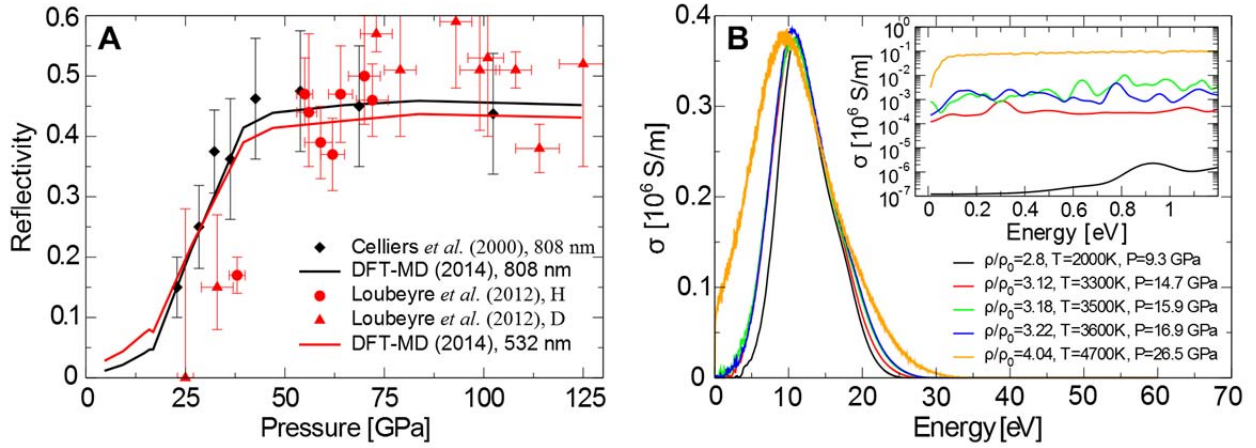 A
Reflectivity
0.6
0.5
0.4
0.3
0.2
0.1
0
0 25 50 75 100 125
Pressure [GPa]
Celliers et al. (2000), 808 nm
DFT-MD (2014), 808 nm
Loubeyre et al. (2012), H
Loubeyre et al. (2012), D
DFT-MD (2014), 532 nm
B
σ [10⁶ S/m]
0.4
0.3
0.2
0.1
0
0 10 20 30 40 50 60 70
Energy [eV]
σ [10⁶ S/m]
10⁰
10⁻¹
10⁻²
10⁻³
10⁻⁴
10⁻⁵
10⁻⁶
10⁻⁷
0 0.2 0.4 0.6 0.8 1
Energy [eV]
ρ/ρ₀=2.8, T=2000K, P=9.3 GPa
ρ/ρ₀=3.12, T=3300K, P=14.7 GPa
ρ/ρ₀=3.18, T=3500K, P=15.9 GPa
ρ/ρ₀=3.22, T=3600K, P=16.9 GPa
ρ/ρ₀=4.04, T=4700K, P=26.5 GPa